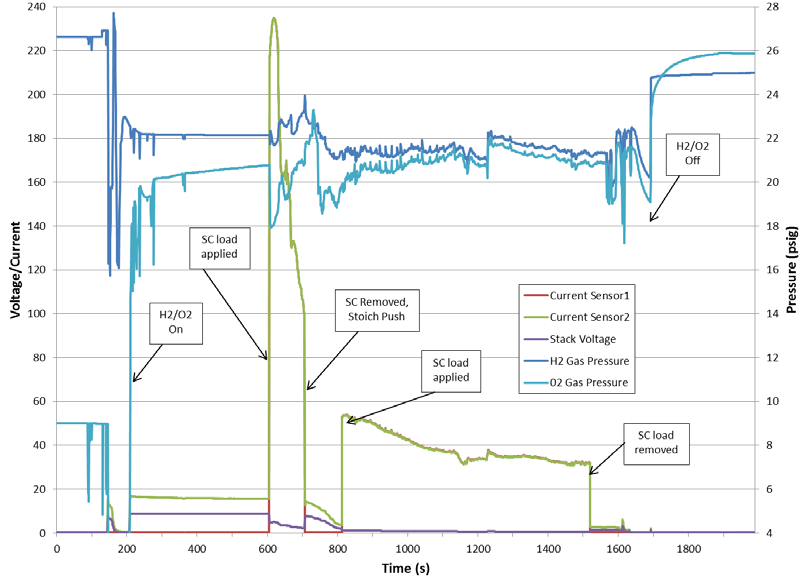 240
220
200
180
160
140
120
100
80
60
40
20
0
28
26
24
22
20
18
16
14
12
10
8
6
4
0
200
400
600
800
1000
1200
1400
1600
1800
Voltage/Current
Pressure (psig)
Time (s)
H2/O2
On
SC load
applied
SC Removed,
Stoich Push
SC load
applied
SC load
removed
H2/O2
Off
Current Sensor1
Current Sensor2
Stack Voltage
H2 Gas Pressure
02 Gas Pressure